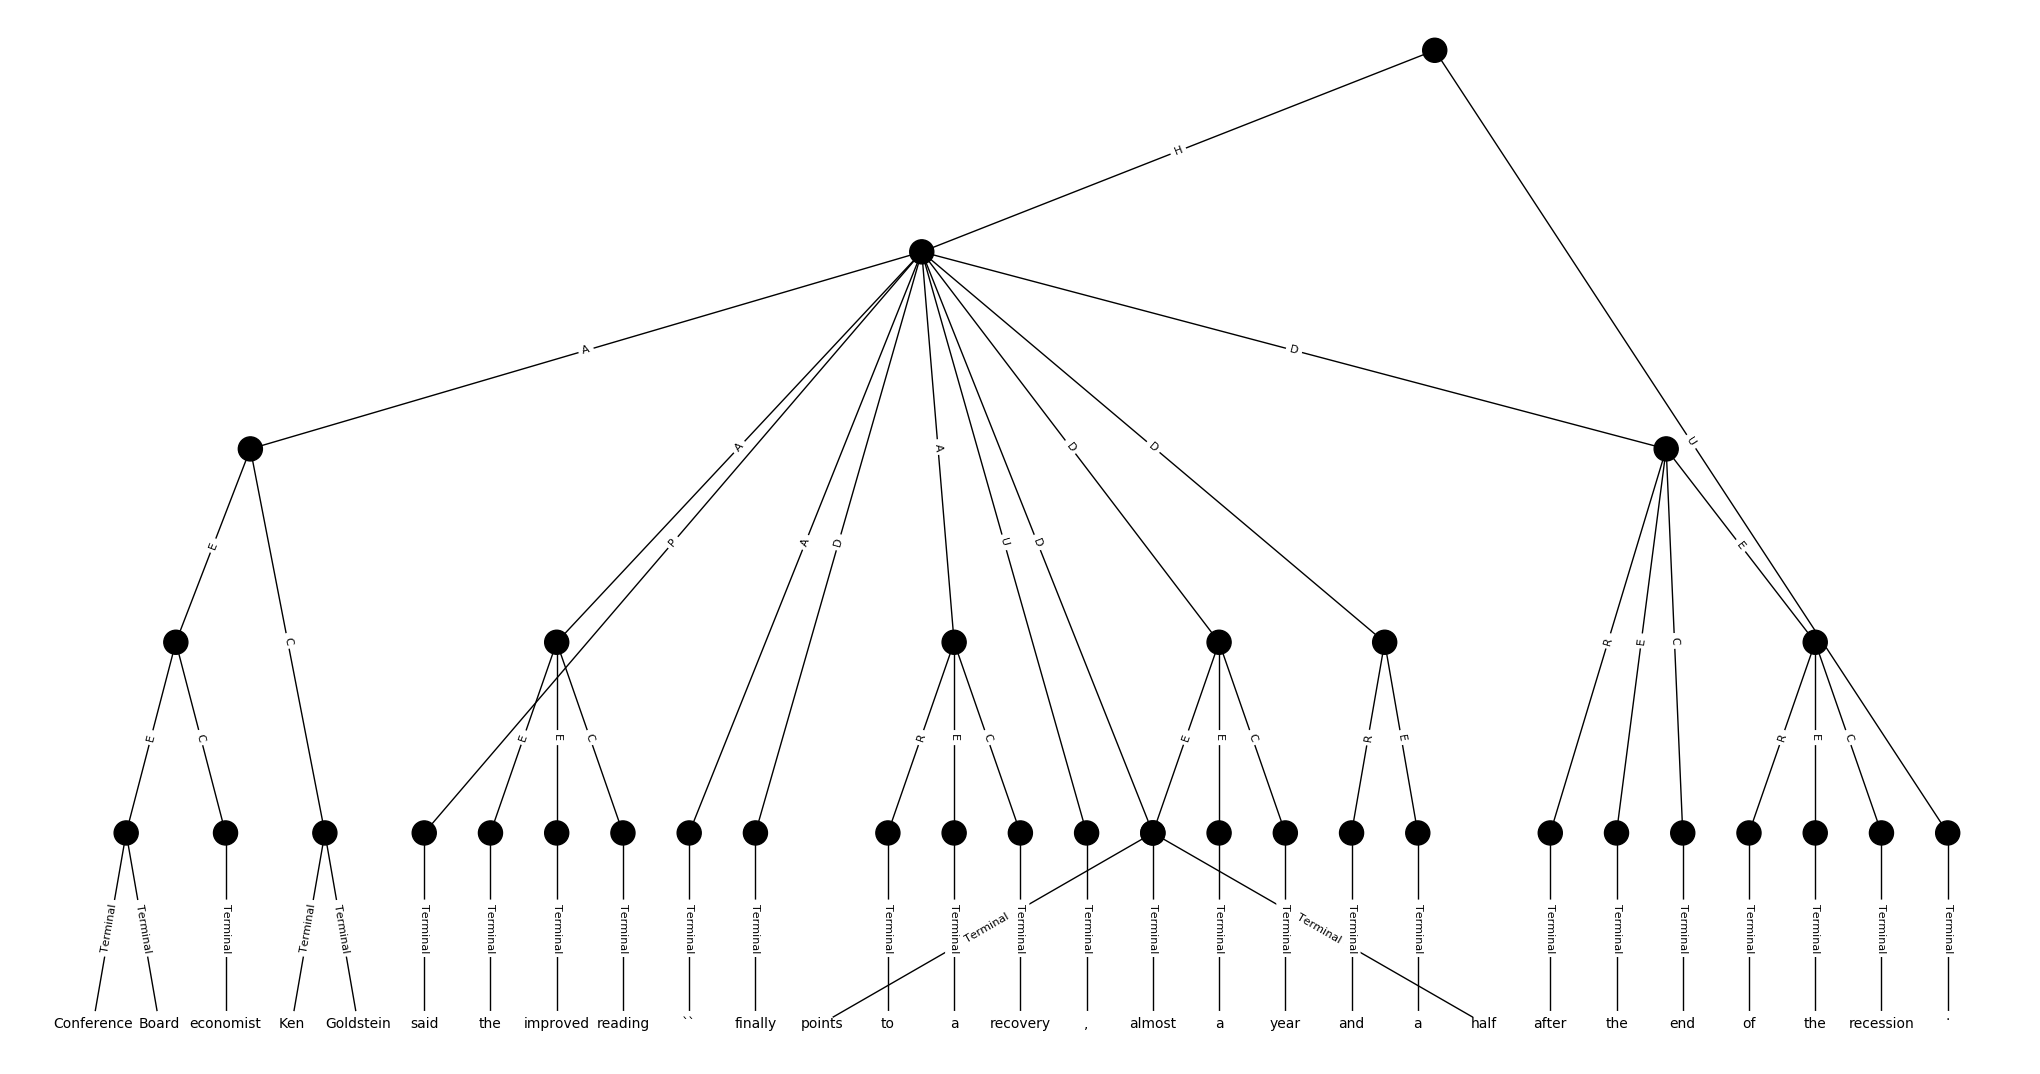 H
A
D
U
A
A
D
D
E
P
A
D
U
D
E
C
R
E
C
E
C
E
E
C
R
E
C
E
E
C
R
E
R
E
C
Terminal Terminal Terminal Terminal Terminal Terminal Terminal Terminal Terminal Terminal Terminal Terminal Terminal Terminal Terminal Terminal Terminal Terminal Terminal Terminal Terminal Terminal Terminal Terminal Terminal Terminal Terminal Terminal Terminal
Conference Board economist Ken Goldstein said the improved reading `` finally points to a recovery , almost a year and a half after the end of the recession .